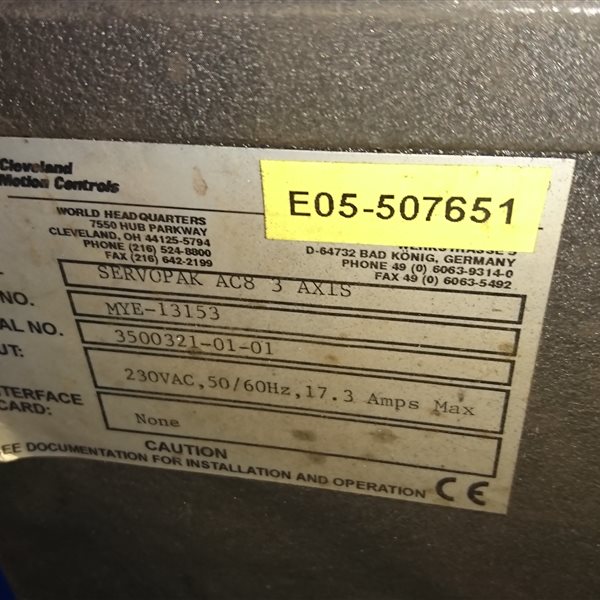 Cleveland
Motion Controls
E05-507651
WORLD HEADQUARTERS
7550 HUB PARKWAY
CLEVELAND, OH 44125-5794
PHONE (216) 524-8800
FAX (216) 642-2199
D-64732 BAD KÖNIG, GERMANY
PHONE 49 (0) 6063-9314-0
FAX 49 (0) 6063-5492
SERVOPAK AC8 3 AXIS
NO. MYE-13153
AL NO. 3500321-01-01
UT: 230VAC,50/60Hz,17.3 Amps Max
TERFACE
CARD: None
CAUTION
EE DOCUMENTATION FOR INSTALLATION AND OPERATION CE